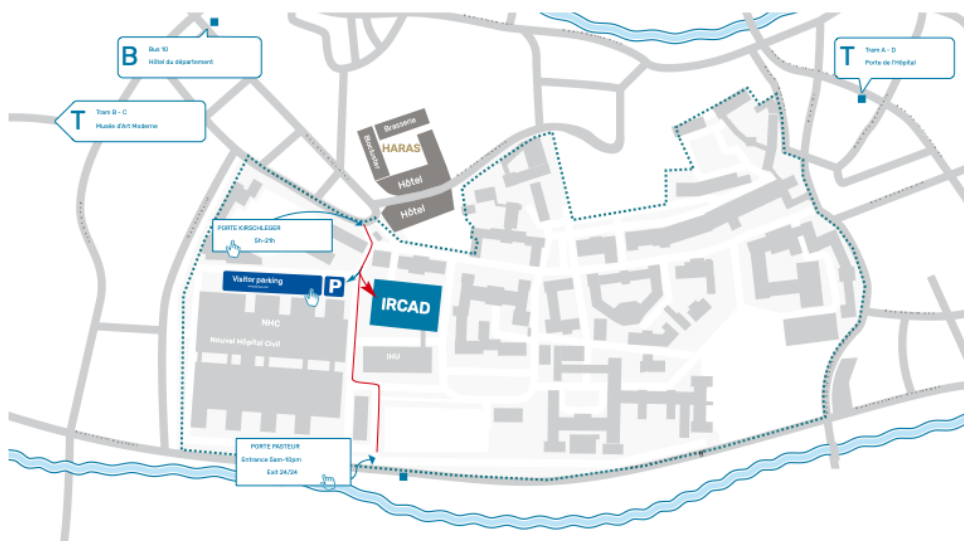 B
Bus 10
Hôtel du département
T
Tram A - D
Porte de l'Hôpital
T
Tram B - C
Musée d'Art Moderne
Brasserie
Biocluster
HARAS
Hôtel
Hôtel
PORTE KIRSCHLEGER
5h-21h
Visitor parking
P
IRCAD
NHC
Nouvel Hôpital Civil
IHU
PORTE PASTEUR
Entrance 5am-10pm
Exit 24/24